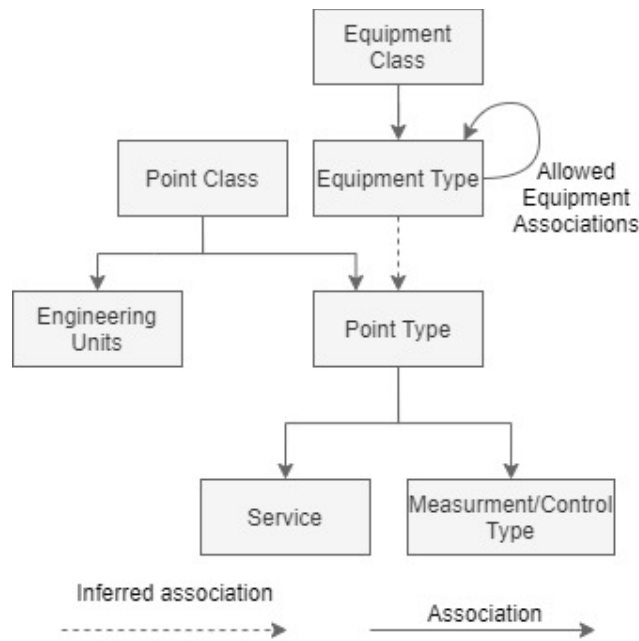 Equipment
Class
Point Class
Equipment Type
Allowed
Equipment
Associations
Engineering
Units
Point Type
Service
Measurment/Control
Type
Inferred association
Association